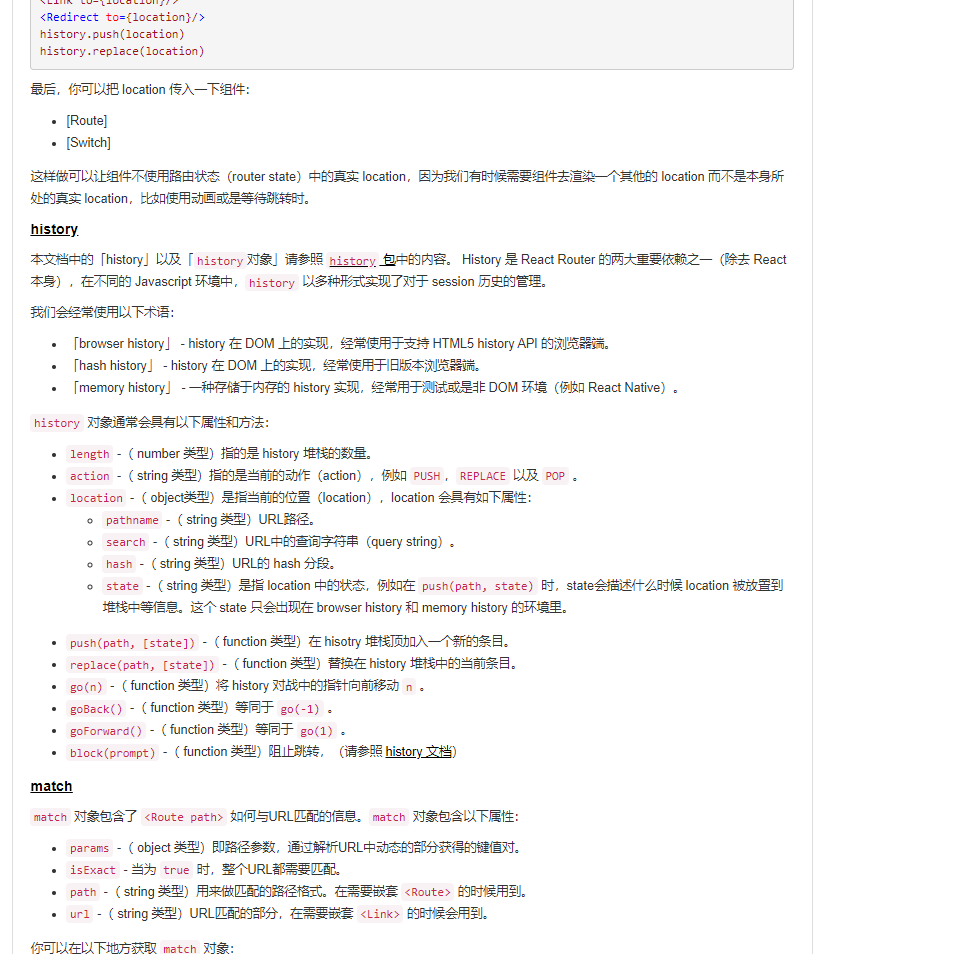 <Link to={location}/>
<Redirect to={location}/>
history.push(location)
history.replace(location)
最后，你可以把 location 传入一下组件：
[Route]
[Switch]
这样做可以让组件不使用路由状态（router state）中的真实 location，因为我们有时候需要组件去渲染一个其他的 location 而不是本身所
处的真实 location，比如使用动画或是等待跳转时。
history
本文档中的「history」以及「 history 对象」请参照 history 包中的内容。 History 是 React Router 的两大重要依赖之一（除去 React
本身），在不同的 Javascript 环境中， history 以多种形式实现了对于 session 历史的管理。
我们会经常使用以下术语：
「browser history」 - history 在 DOM 上的实现，经常使用于支持 HTML5 history API 的浏览器端。
「hash history」 - history 在 DOM 上的实现，经常使用于旧版本浏览器端。
「memory history」 - 一种存储于内存的 history 实现，经常用于测试或是非 DOM 环境（例如 React Native）。
history 对象通常会具有以下属性和方法：
length -（ number 类型）指的是 history 堆栈的数量。
action -（ string 类型）指的是当前的动作（action），例如 PUSH ， REPLACE 以及 POP 。
location -（ object类型）是指当前的位置（location），location 会具有如下属性：
pathname -（ string 类型）URL路径。
search -（ string 类型）URL中的查询字符串（query string）。
hash -（ string 类型）URL的 hash 分段。
state -（ string 类型）是指 location 中的状态，例如在 push(path, state) 时，state会描述什么时候 location 被放置到
堆栈中等信息。这个 state 只会出现在 browser history 和 memory history 的环境里。
push(path, [state]) -（ function 类型）在 hisotry 堆栈顶加入一个新的条目。
replace(path, [state]) -（ function 类型）替换在 history 堆栈中的当前条目。
go(n) -（ function 类型）将 history 对战中的指针向前移动 n 。
goBack() -（ function 类型）等同于 go(-1) 。
goForward() -（ function 类型）等同于 go(1) 。
block(prompt) -（ function 类型）阻止跳转，（请参照 history 文档）
match
match 对象包含了 <Route path> 如何与URL匹配的信息。 match 对象包含以下属性：
params -（ object 类型）即路径参数，通过解析URL中动态的部分获得的键值对。
isExact - 当为 true 时，整个URL都需要匹配。
path -（ string 类型）用来做匹配的路径格式。在需要嵌套 <Route> 的时候用到。
url -（ string 类型）URL匹配的部分，在需要嵌套 <Link> 的时候会用到。
你可以在以下地方获取 match 对象：